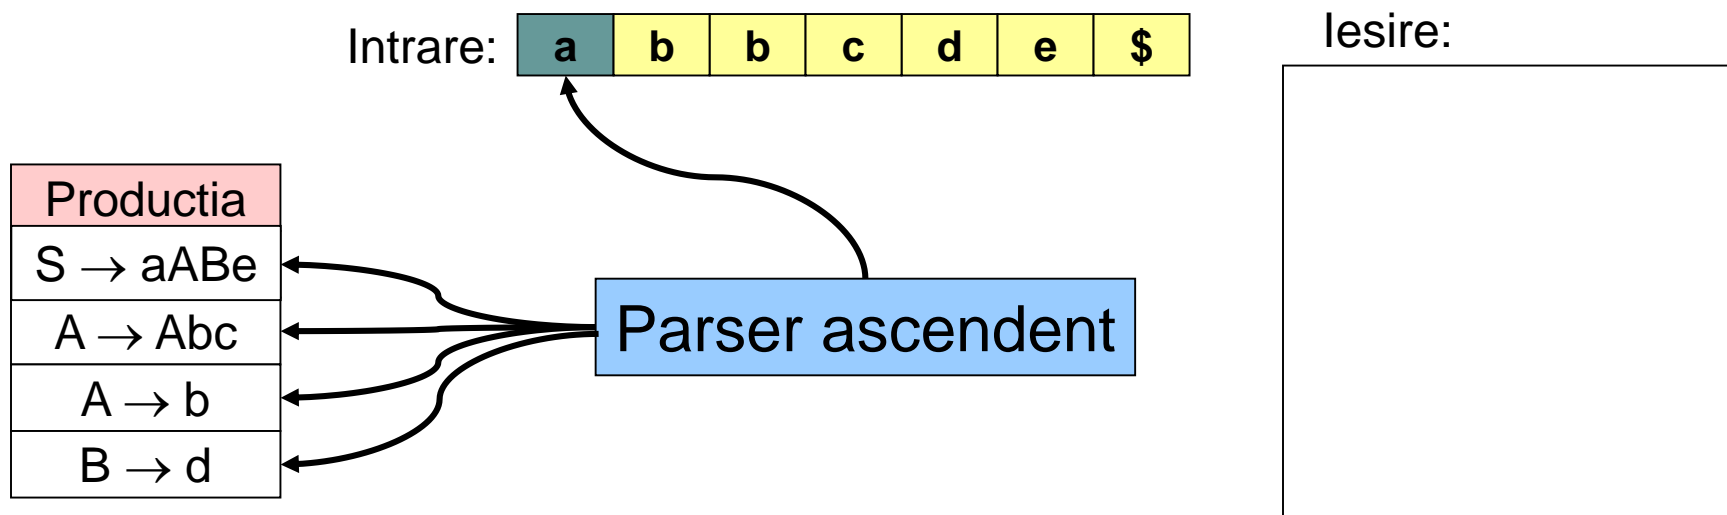 Intrare: a b b c d e $
Iesire:
Productia
S → aABe
A → Abc
A → b
B → d
Parser ascendent